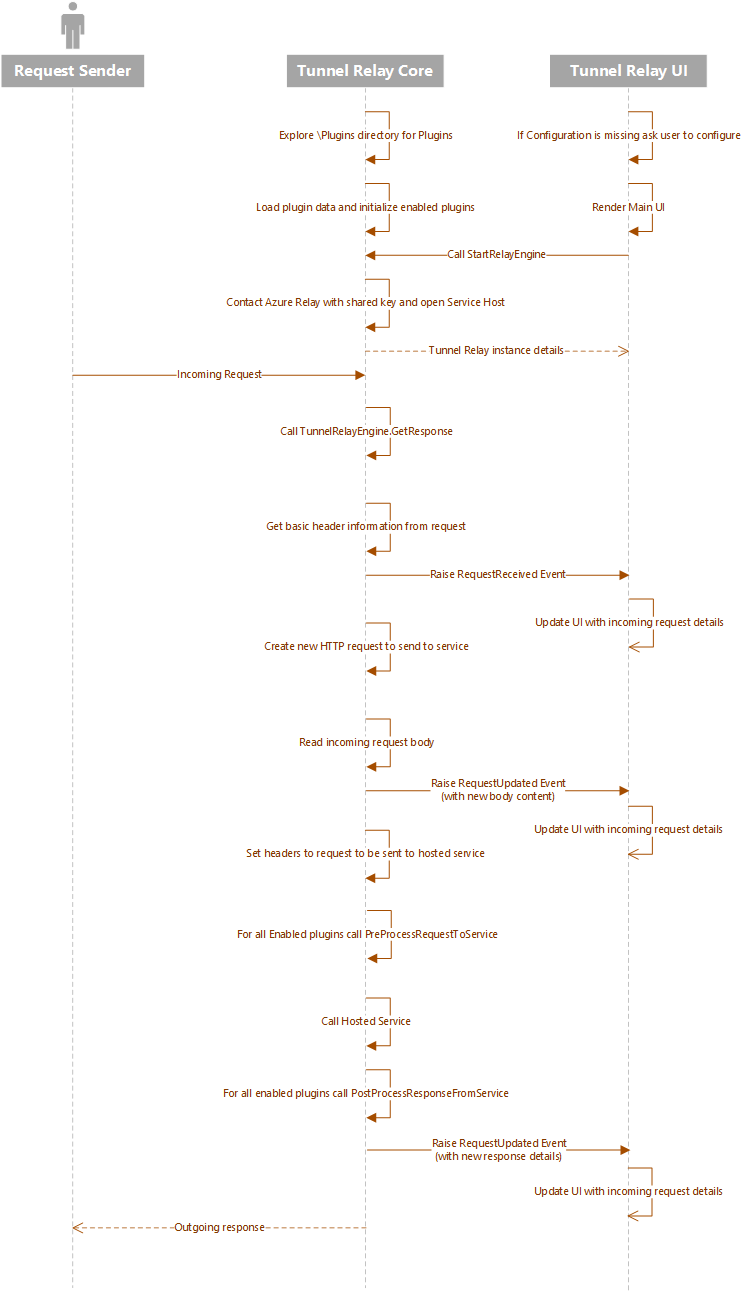 Request Sender
Tunnel Relay Core
Tunnel Relay UI
Explore \Plugins directory for Plugins
If Configuration is missing ask user to configure
Load plugin data and initialize enabled plugins
Render Main UI
Call StartRelayEngine
Contact Azure Relay with shared key and open Service Host
Tunnel Relay instance details
Incoming Request
Call TunnelRelayEngine.GetResponse
Get basic header information from request
Raise RequestReceived Event
Update UI with incoming request details
Create new HTTP request to send to service
Read incoming request body
Raise RequestUpdated Event
(with new body content)
Update UI with incoming request details
Set headers to request to be sent to hosted service
For all Enabled plugins call PreProcessRequestToService
Call Hosted Service
For all enabled plugins call PostProcessResponseFromService
Raise RequestUpdated Event
(with new response details)
Update UI with incoming request details
Outgoing response